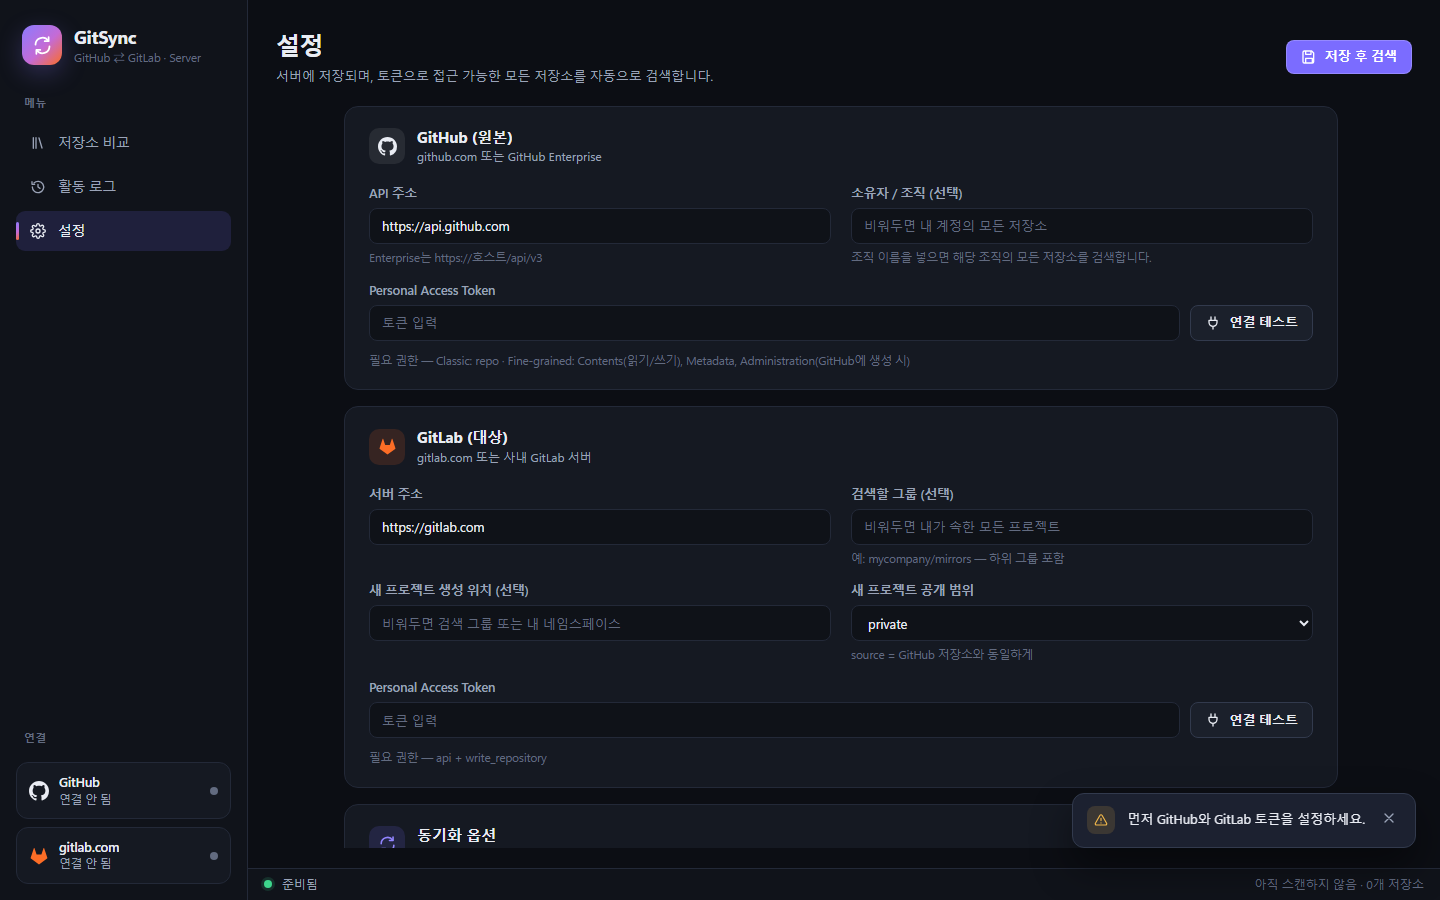 GitSync
GitHub ⇄ GitLab · Server
메뉴
저장소 비교
활동 로그
설정
연결
GitHub
연결 안 됨
gitlab.com
연결 안 됨
설정
서버에 저장되며, 토큰으로 접근 가능한 모든 저장소를 자동으로 검색합니다.
저장 후 검색
GitHub (원본)
github.com 또는 GitHub Enterprise
API 주소
소유자 / 조직 (선택)
https://api.github.com
비워두면 내 계정의 모든 저장소
Enterprise는 https://호스트/api/v3
조직 이름을 넣으면 해당 조직의 모든 저장소를 검색합니다.
Personal Access Token
토큰 입력
연결 테스트
필요 권한 — Classic: repo · Fine-grained: Contents(읽기/쓰기), Metadata, Administration(GitHub에 생성 시)
GitLab (대상)
gitlab.com 또는 사내 GitLab 서버
서버 주소
검색할 그룹 (선택)
https://gitlab.com
비워두면 내가 속한 모든 프로젝트
예: mycompany/mirrors — 하위 그룹 포함
새 프로젝트 생성 위치 (선택)
새 프로젝트 공개 범위
비워두면 검색 그룹 또는 내 네임스페이스
private
source = GitHub 저장소와 동일하게
Personal Access Token
토큰 입력
연결 테스트
필요 권한 — api + write_repository
동기화 옵션
먼저 GitHub와 GitLab 토큰을 설정하세요.
준비됨
아직 스캔하지 않음 · 0개 저장소